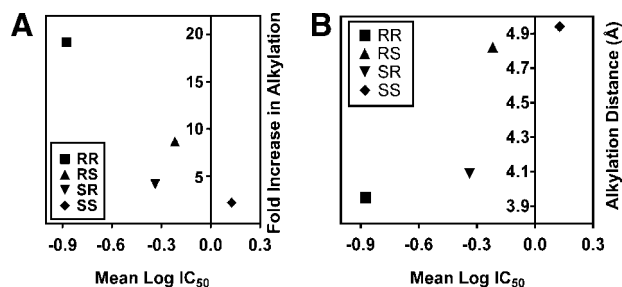 A
20
15
10
5
Fold Increase in Alkylation
RR
RS
SR
SS
-0.9 -0.6 -0.3 0.0 0.3
Mean Log IC50
B
4.9
4.7
4.5
4.3
4.1
3.9
Alkylation Distance (Å)
RR
RS
SR
SS
-0.9 -0.6 -0.3 0.0 0.3
Mean Log IC50